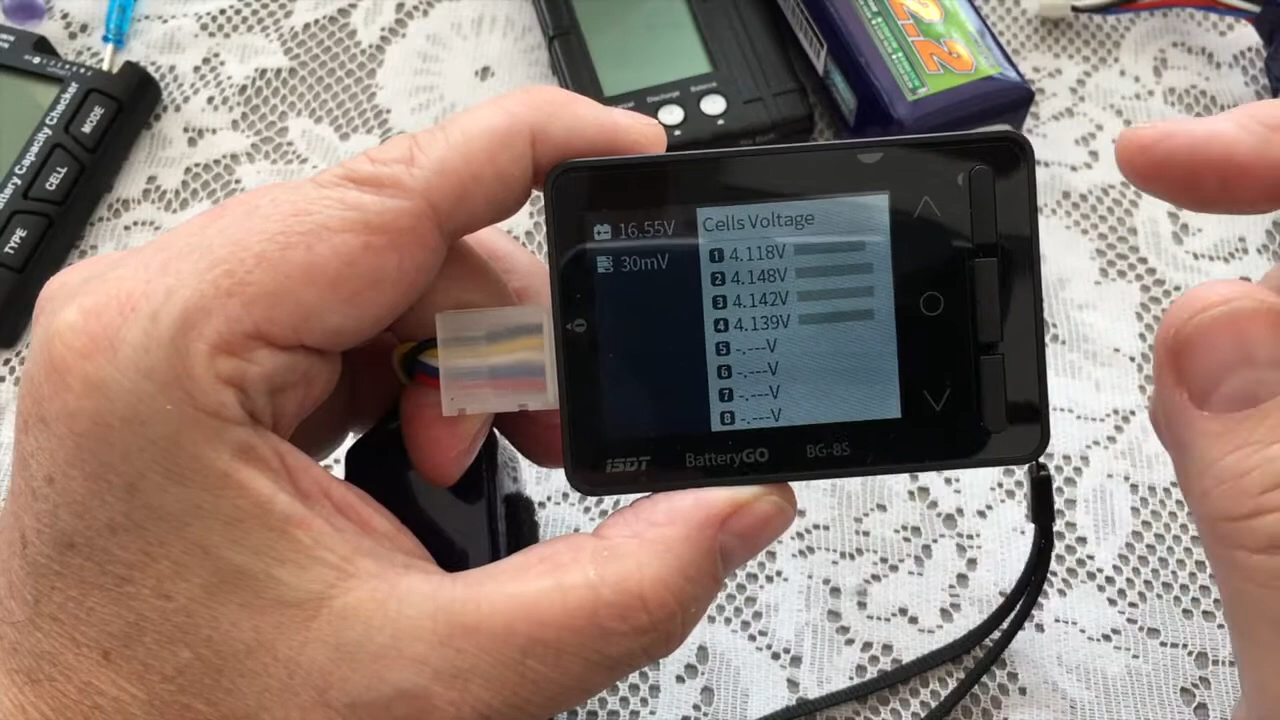 Battery Capacity Checker
MODE
CELL
TYPE
Discharge
Balance
2.2
16.55V
30mV
Cells Voltage
1 4.118V
2 4.148V
3 4.142V
4 4.139V
5 -.---V
6 -.---V
7 -.---V
8 -.---V
ISDT
BatteryGO
BG-8S